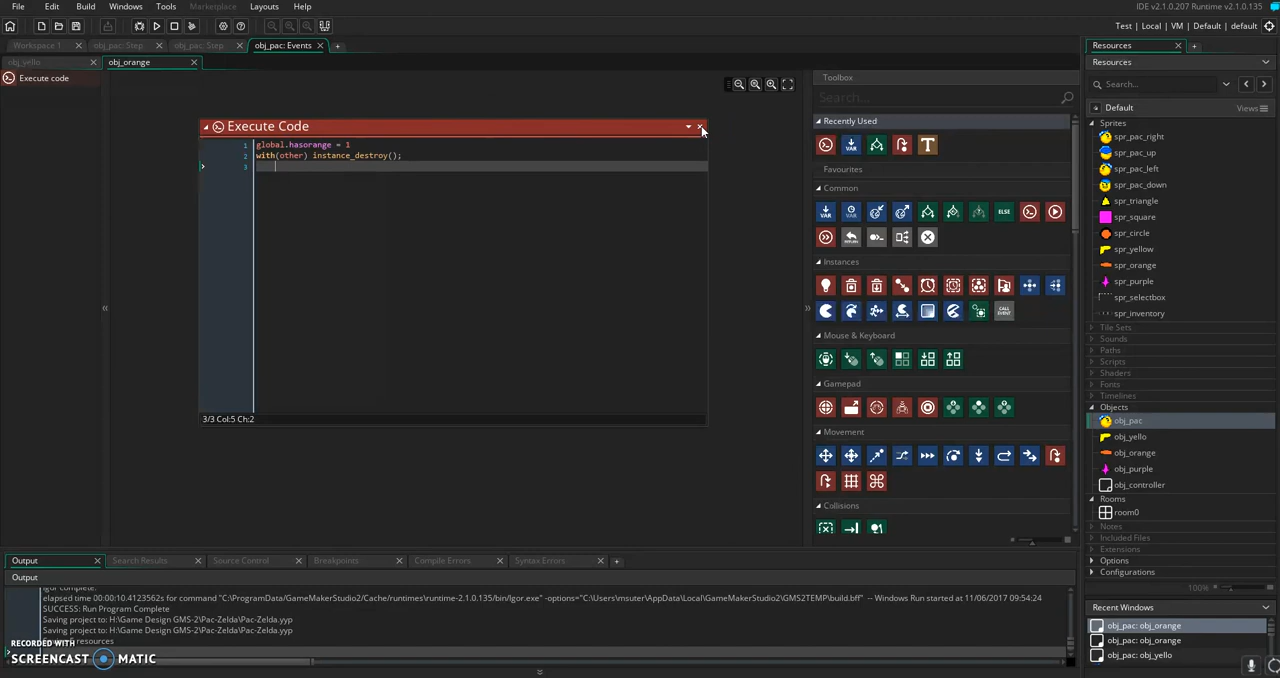 File Edit Build Windows Tools Marketplace Layouts Help
IDE v2.1.0.207 Runtime v2.1.0.135
Test | Local | VM | Default | default
Workspace 1
obj_pac: Step
obj_pac: Step
obj_pac: Events
obj_yello
obj_orange
Execute code
Execute Code
1 global.hasorange = 1
2 with(other) instance_destroy();
3
3/3 Col:5 Ch:2
Toolbox
Search...
Recently Used
Favourites
Common
ELSE
RETURN
Instances
CALL EVENT
Mouse & Keyboard
Gamepad
Movement
Collisions
Resources
Resources
Search...
Default
Views
Sprites
spr_pac_right
spr_pac_up
spr_pac_left
spr_pac_down
spr_triangle
spr_square
spr_circle
spr_yellow
spr_orange
spr_purple
spr_selectbox
spr_inventory
Tile Sets
Sounds
Paths
Scripts
Shaders
Fonts
Timelines
Objects
obj_pac
obj_yello
obj_orange
obj_purple
obj_controller
Rooms
room0
Notes
Included Files
Extensions
Options
Configurations
100%
Recent Windows
obj_pac: obj_orange
obj_pac: obj_orange
obj_pac: obj_yello
Output
Search Results
Source Control
Breakpoints
Compile Errors
Syntax Errors
Output
Igor complete.
elapsed time 00:00:10.4123562s for command "C:\ProgramData/GameMakerStudio2/Cache/runtimes\runtime-2.1.0.135/bin/Igor.exe" -options="C:\Users\msuter\AppData\Local\GameMakerStudio2\GMS2TEMP\build.bff" -- Windows Run started at 11/06/2017 09:54:24
SUCCESS: Run Program Complete
Saving project to: H:\Game Design GMS-2\Pac-Zelda\Pac-Zelda.yyp
Saving project to: H:\Game Design GMS-2\Pac-Zelda\Pac-Zelda.yyp
resources
RECORDED WITH
SCREENCAST MATIC